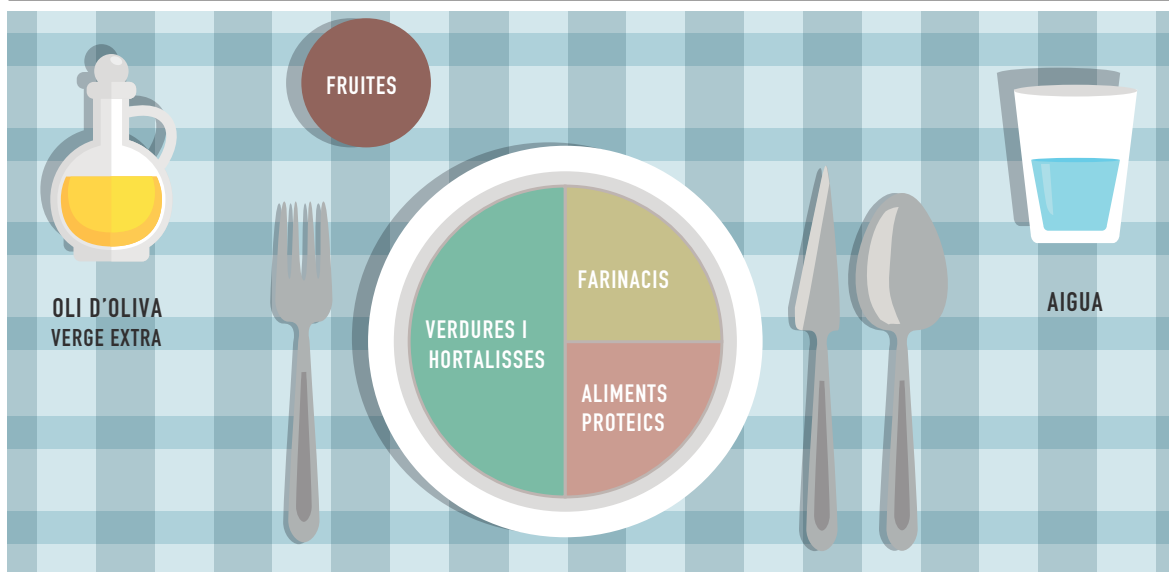 FRUITES
OLI D'OLIVA
VERGE EXTRA
VERDURES I
HORTALISSES
FARINACIS
ALIMENTS
PROTEICS
AIGUA